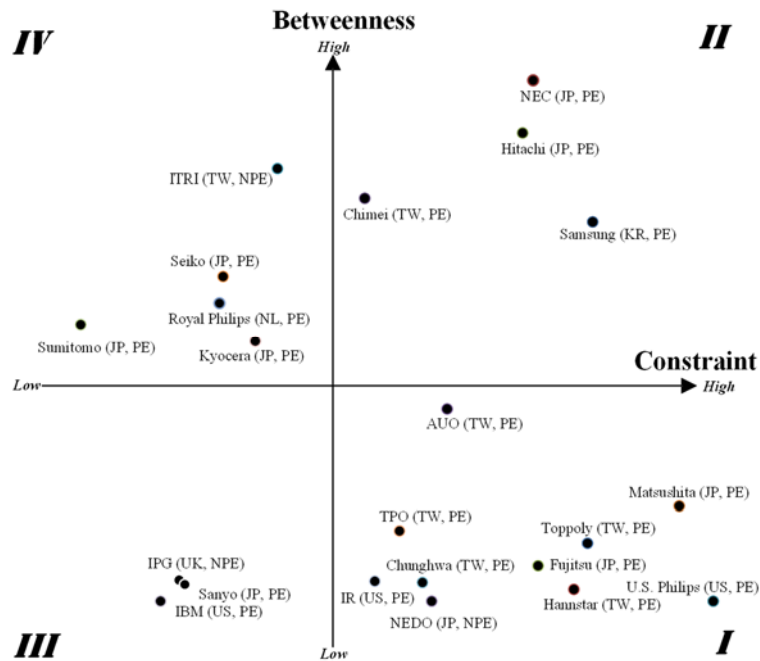 Betweenness
IV
High
II
NEC (JP, PE)
Hitachi (JP, PE)
ITRI (TW, NPE)
Chimei (TW, PE)
Samsung (KR, PE)
Seiko (JP, PE)
Royal Philips (NL, PE)
Sumitomo (JP, PE)
Kyocera (JP, PE)
Constraint
Low
High
AUO (TW, PE)
Matsushita (JP, PE)
TPO (TW, PE)
Toppoly (TW, PE)
IPG (UK, NPE)
Chunghwa (TW, PE)
Fujitsu (JP, PE)
Sanyo (JP, PE)
IR (US, PE)
U.S. Philips (US, PE)
IBM (US, PE)
Hannstar (TW, PE)
NEDO (JP, NPE)
III
Low
I